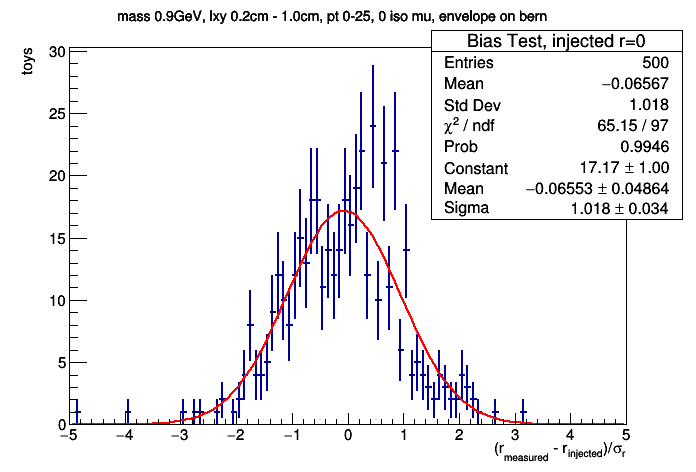 mass 0.9GeV, lxy 0.2cm - 1.0cm, pt 0-25, 0 iso mu, envelope on bern
Bias Test, injected r=0
Entries 500
Mean −0.06567
Std Dev 1.018
χ² / ndf 65.15 / 97
Prob 0.9946
Constant 17.17 ± 1.00
Mean −0.06553 ± 0.04864
Sigma 1.018 ± 0.034
toys
30
25
20
15
10
5
0
−5 −4 −3 −2 −1 0 1 2 3 4 5
(r_measured - r_injected)/σ_r